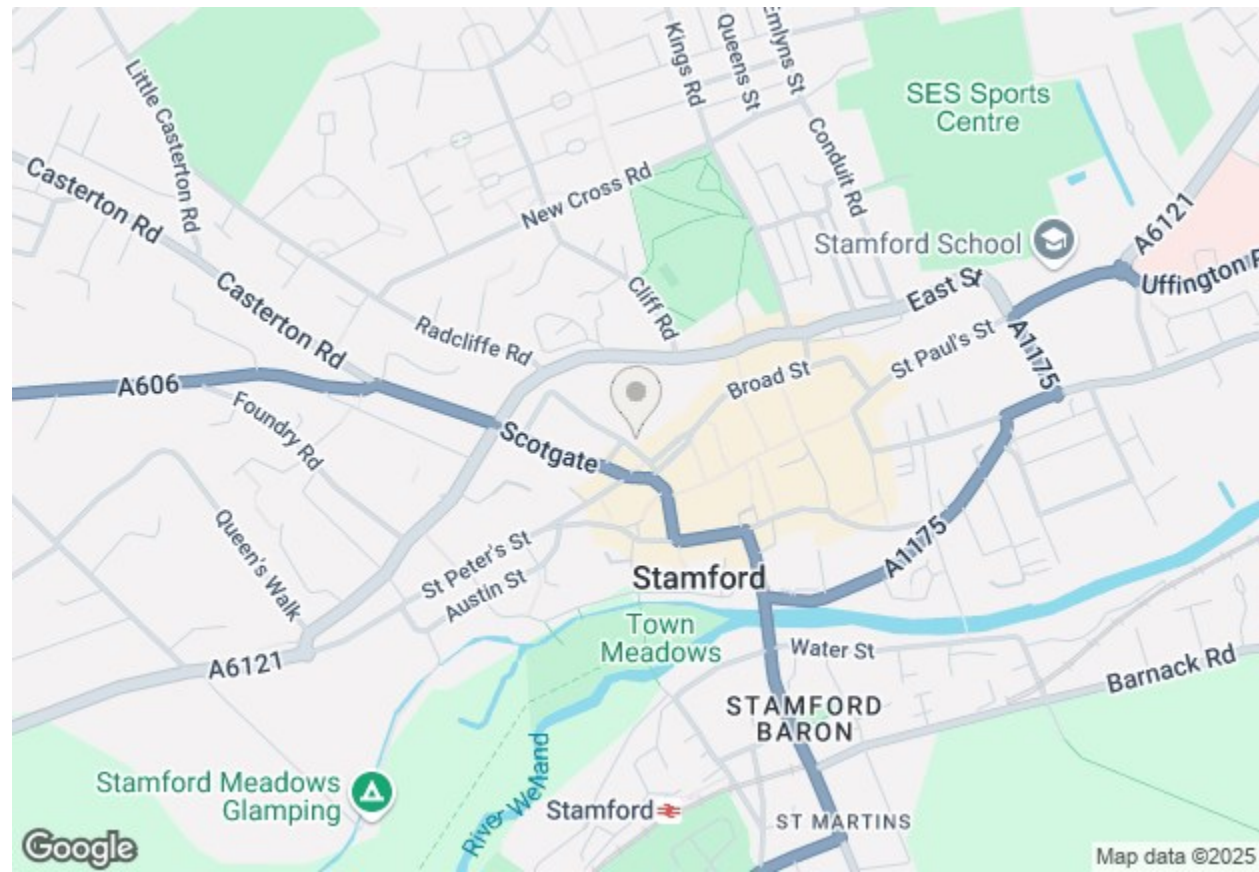 Little Casterton Rd
Kings Rd
Queens St
Emlyns St
SES Sports
Centre
Conduit Rd
Casterton Rd
New Cross Rd
Stamford School
A6121
Uffington
Casterton Rd
Cliff Rd
East St
Radcliffe Rd
St Paul's St
A1175
A606
Broad St
Foundry Rd
Scotgate
Queen's Walk
St Peter's St
Austin St
A1175
Stamford
Town
Meadows
Water St
A6121
Barnack Rd
STAMFORD
BARON
Stamford Meadows
Glamping
River Welland
Stamford
ST MARTINS
Google
Map data ©2025